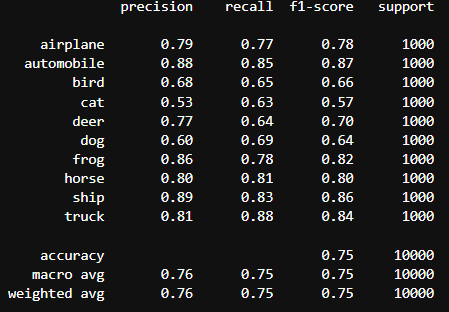 precision recall f1-score support
airplane 0.79 0.77 0.78 1000
automobile 0.88 0.85 0.87 1000
bird 0.68 0.65 0.66 1000
cat 0.53 0.63 0.57 1000
deer 0.77 0.64 0.70 1000
dog 0.60 0.69 0.64 1000
frog 0.86 0.78 0.82 1000
horse 0.80 0.81 0.80 1000
ship 0.89 0.83 0.86 1000
truck 0.81 0.88 0.84 1000
accuracy 0.75 10000
macro avg 0.76 0.75 0.75 10000
weighted avg 0.76 0.75 0.75 10000